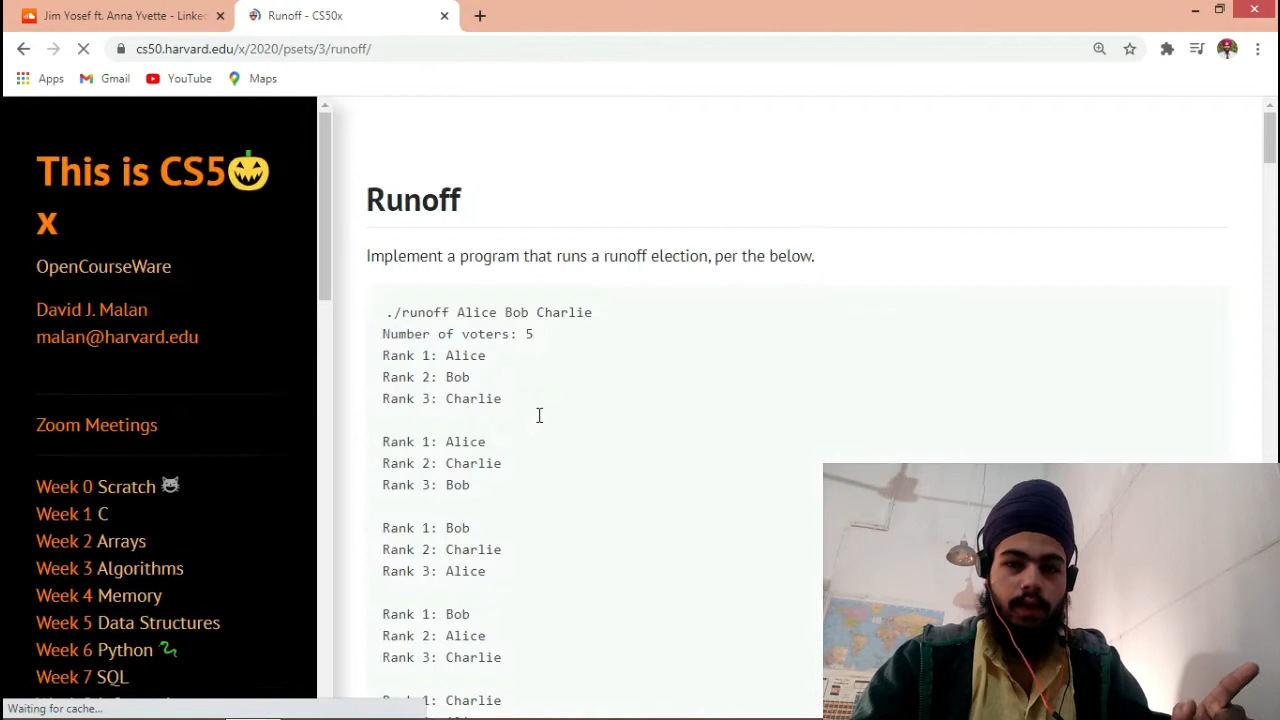 Jim Yosef ft. Anna Yvette - Linke
Runoff - CS50x
cs50.harvard.edu/x/2020/psets/3/runoff/
Apps
Gmail
YouTube
Maps
This is CS5🎃
x
OpenCourseWare
David J. Malan
malan@harvard.edu
Zoom Meetings
Week 0 Scratch
Week 1 C
Week 2 Arrays
Week 3 Algorithms
Week 4 Memory
Week 5 Data Structures
Week 6 Python
Week 7 SQL
Waiting for cache...
Runoff
Implement a program that runs a runoff election, per the below.
./runoff Alice Bob Charlie
Number of voters: 5
Rank 1: Alice
Rank 2: Bob
Rank 3: Charlie
Rank 1: Alice
Rank 2: Charlie
Rank 3: Bob
Rank 1: Bob
Rank 2: Charlie
Rank 3: Alice
Rank 1: Bob
Rank 2: Alice
Rank 3: Charlie
Rank 1: Charlie